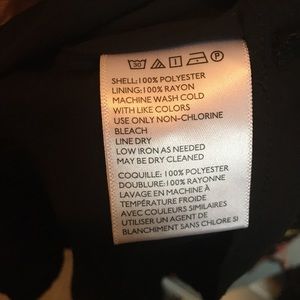 30
SHELL:100% POLYESTER
LINING:100% RAYON
MACHINE WASH COLD
WITH LIKE COLORS
USE ONLY NON-CHLORINE
BLEACH
LINE DRY
LOW IRON AS NEEDED
MAY BE DRY CLEANED
COQUILLE: 100% POLYESTER
DOUBLURE:100% RAYONNE
LAVAGE EN MACHINE À
TEMPÉRATURE FROIDE
AVEC COULEURS SIMILAIRES
UTILISER UN AGENT DE
BLANCHIMENT SANS CHLORE SI